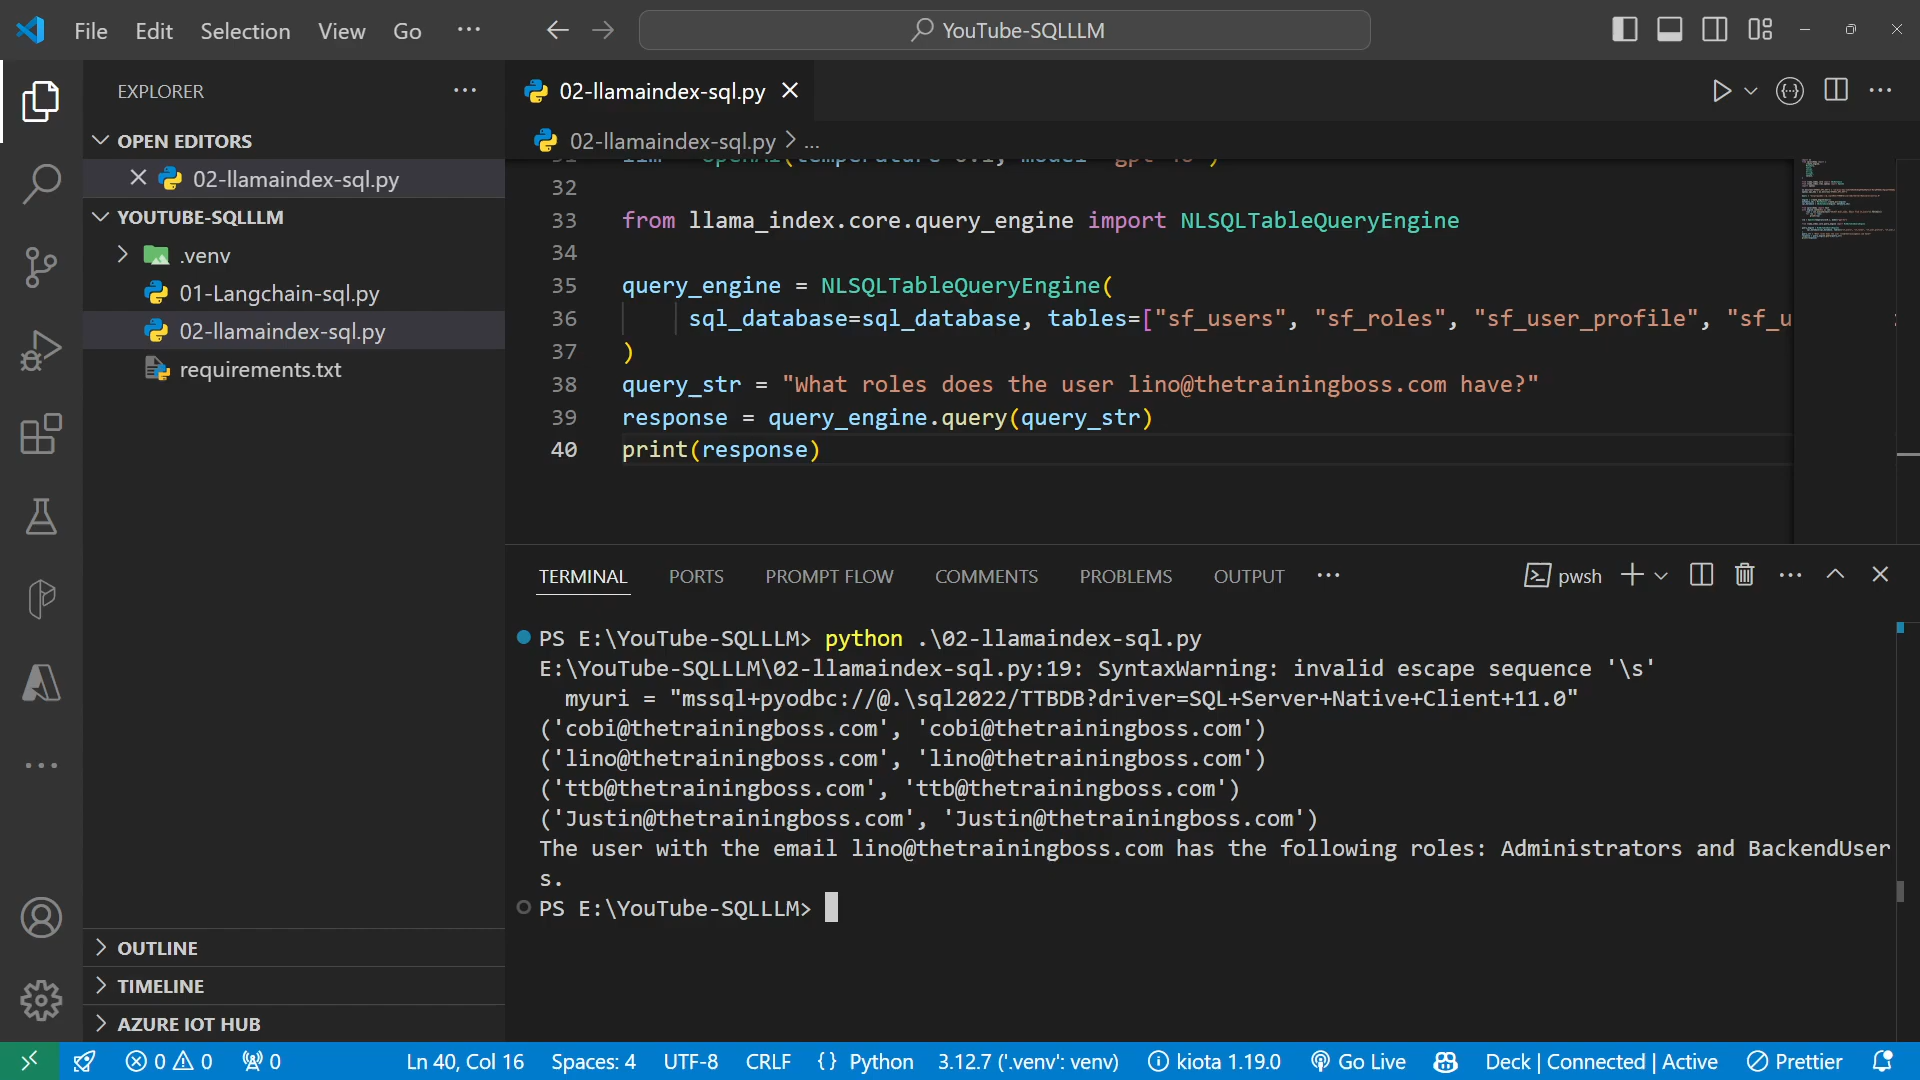 File Edit Selection View Go ... YouTube-SQLLLM
EXPLORER
OPEN EDITORS
02-llamaindex-sql.py
YOUTUBE-SQLLLM
.venv
01-Langchain-sql.py
02-llamaindex-sql.py
requirements.txt
OUTLINE
TIMELINE
AZURE IOT HUB
02-llamaindex-sql.py
02-llamaindex-sql.py > ...
32
33 from llama_index.core.query_engine import NLSQLTableQueryEngine
34
35 query_engine = NLSQLTableQueryEngine(
36 sql_database=sql_database, tables=["sf_users", "sf_roles", "sf_user_profile", "sf_u
37 )
38 query_str = "What roles does the user lino@thetrainingboss.com have?"
39 response = query_engine.query(query_str)
40 print(response)
TERMINAL PORTS PROMPT FLOW COMMENTS PROBLEMS OUTPUT ... pwsh
PS E:\YouTube-SQLLLM> python .\02-llamaindex-sql.py
E:\YouTube-SQLLLM\02-llamaindex-sql.py:19: SyntaxWarning: invalid escape sequence '\s'
myuri = "mssql+pyodbc://@.\sql2022/TTBDB?driver=SQL+Server+Native+Client+11.0"
('cobi@thetrainingboss.com', 'cobi@thetrainingboss.com')
('lino@thetrainingboss.com', 'lino@thetrainingboss.com')
('ttb@thetrainingboss.com', 'ttb@thetrainingboss.com')
('Justin@thetrainingboss.com', 'Justin@thetrainingboss.com')
The user with the email lino@thetrainingboss.com has the following roles: Administrators and BackendUser
s.
PS E:\YouTube-SQLLLM>
0 0 0 Ln 40, Col 16 Spaces: 4 UTF-8 CRLF {} Python 3.12.7 ('.venv': venv) kiota 1.19.0 Go Live Deck | Connected | Active Prettier